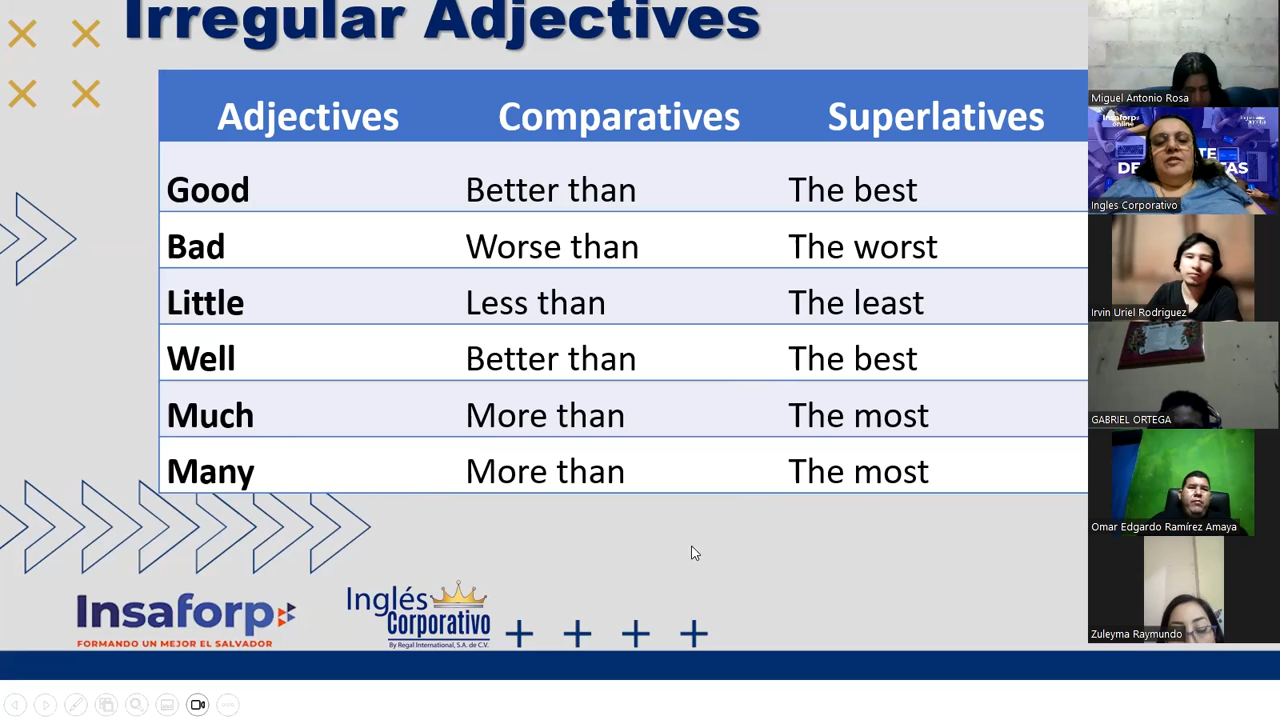 Irregular Adjectives
Adjectives Comparatives Superlatives
Good Better than The best
Bad Worse than The worst
Little Less than The least
Well Better than The best
Much More than The most
Many More than The most
Insaforp
FORMANDO UN MEJOR EL SALVADOR
Inglés
Corporativo
By Regal International, S.A. de C.V.
Miguel Antonio Rosa
Insaforp
online
Ingles Corporativo
Irvin Uriel Rodriguez
GABRIEL ORTEGA
Omar Edgardo Ramírez Amaya
Zuleyma Raymundo